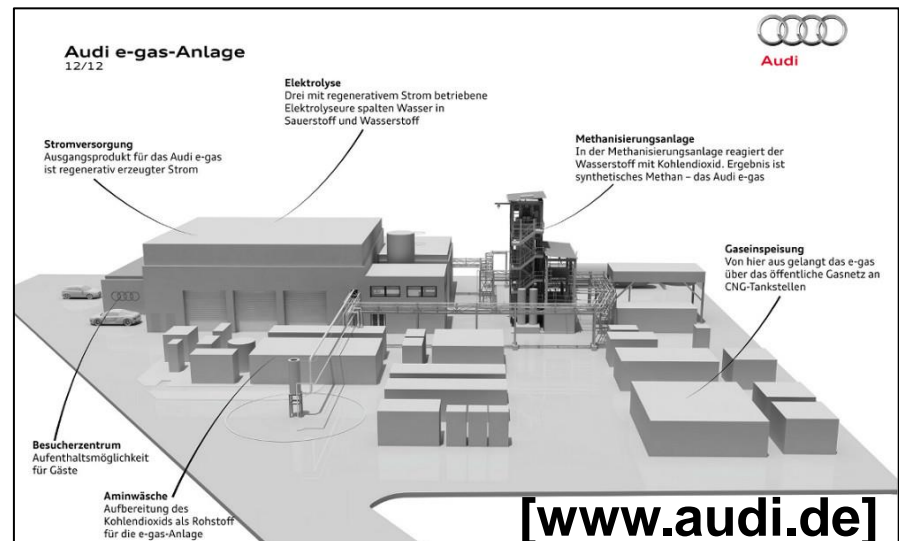 Audi e-gas-Anlage
12/12
Audi
Elektrolyse
Drei mit regenerativem Strom betriebene
Elektrolyseure spalten Wasser in
Sauerstoff und Wasserstoff
Stromversorgung
Ausgangsprodukt für das Audi e-gas
ist regenerativ erzeugter Strom
Methanisierungsanlage
In der Methanisierungsanlage reagiert der
Wasserstoff mit Kohlendioxid. Ergebnis ist
synthetisches Methan – das Audi e-gas
Gaseinspeisung
Von hier aus gelangt das e-gas
über das öffentliche Gasnetz an
CNG-Tankstellen
Besucherzentrum
Aufenthaltsmöglichkeit
für Gäste
Aminwäsche
Aufbereitung des
Kohlendioxids als Rohstoff
für die e-gas-Anlage
[www.audi.de]